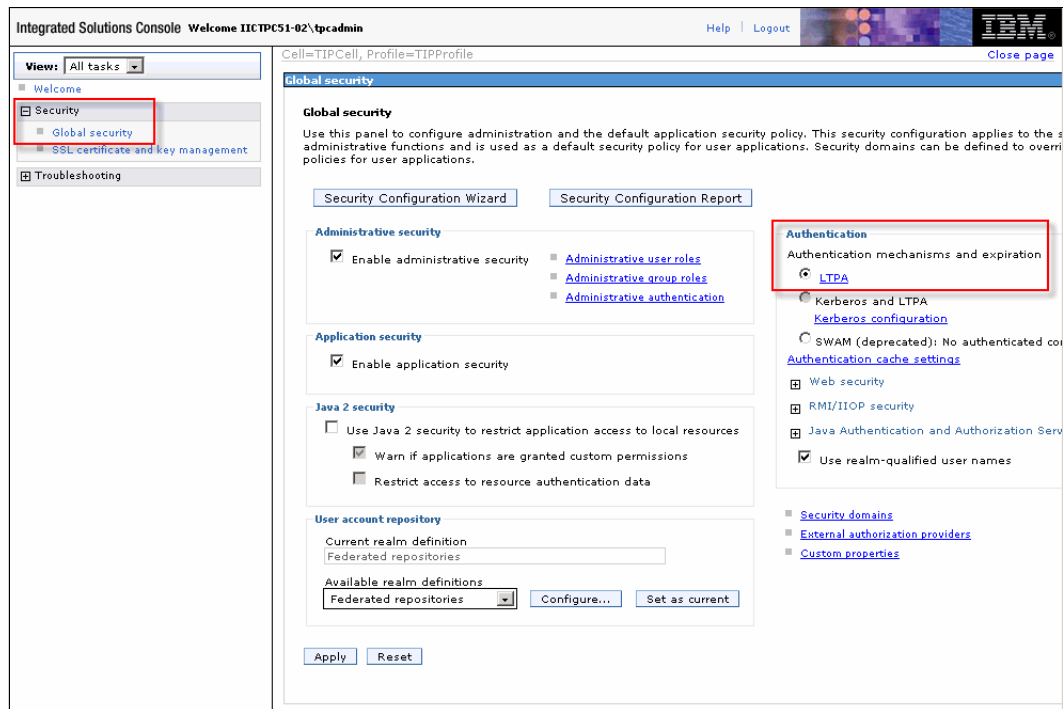 Integrated Solutions Console Welcome IICTPC51-02\tpcadmin
Help | Logout
IBM.
View: All tasks
Welcome
Security
Global security
SSL certificate and key management
Troubleshooting
Cell=TIPCell, Profile=TIPProfile
Close page
Global security
Global security
Use this panel to configure administration and the default application security policy. This security configuration applies to the s
administrative functions and is used as a default security policy for user applications. Security domains can be defined to overri
policies for user applications.
Security Configuration Wizard
Security Configuration Report
Administrative security
Enable administrative security
Administrative user roles
Administrative group roles
Administrative authentication
Application security
Enable application security
Java 2 security
Use Java 2 security to restrict application access to local resources
Warn if applications are granted custom permissions
Restrict access to resource authentication data
User account repository
Current realm definition
Federated repositories
Available realm definitions
Federated repositories
Configure...
Set as current
Apply
Reset
Authentication
Authentication mechanisms and expiration
LTPA
Kerberos and LTPA
Kerberos configuration
SWAM (deprecated): No authenticated co
Authentication cache settings
Web security
RMI/IIOP security
Java Authentication and Authorization Serv
Use realm-qualified user names
Security domains
External authorization providers
Custom properties